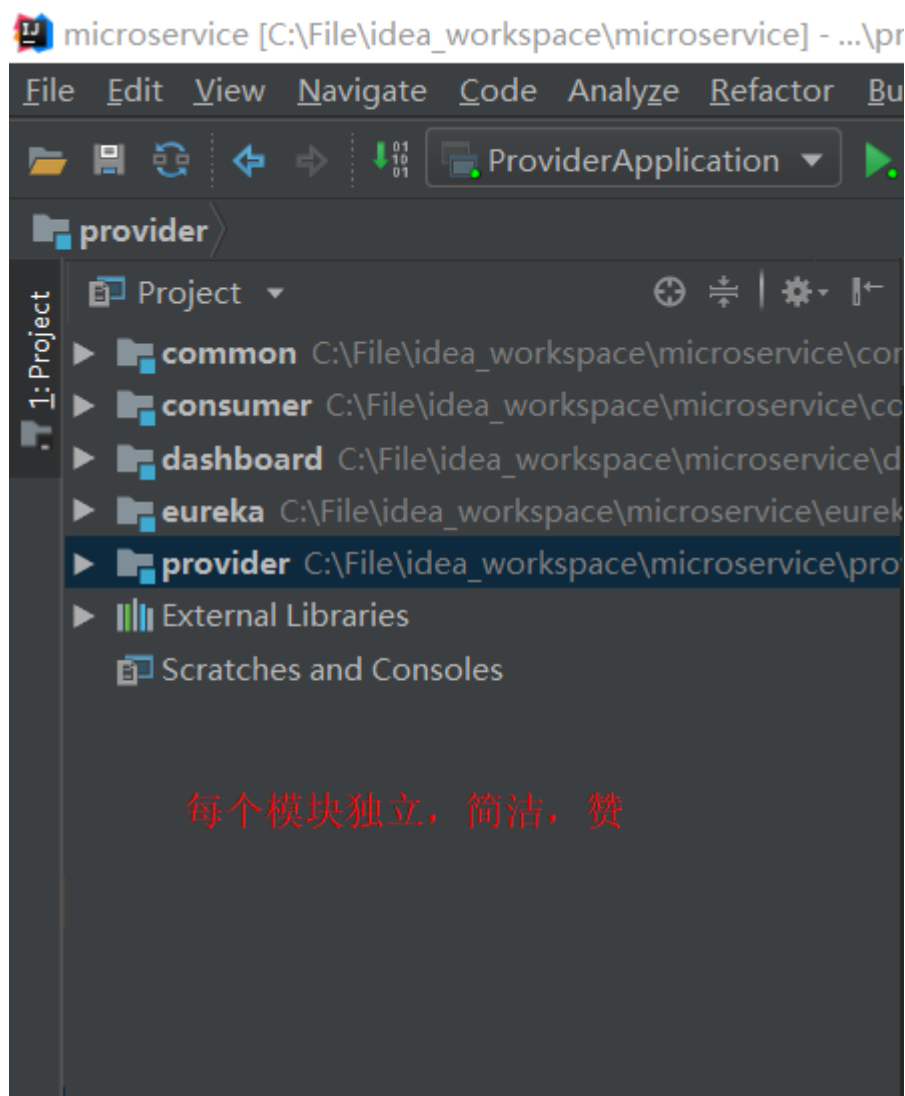 microservice [C:\File\idea_workspace\microservice] - ...\pr
File Edit View Navigate Code Analyze Refactor Bu
ProviderApplication
provider
Project
1: Project
common C:\File\idea_workspace\microservice\cor
consumer C:\File\idea_workspace\microservice\co
dashboard C:\File\idea_workspace\microservice\d
eureka C:\File\idea_workspace\microservice\eurek
provider C:\File\idea_workspace\microservice\pro
External Libraries
Scratches and Consoles
每个模块独立，简洁，赞